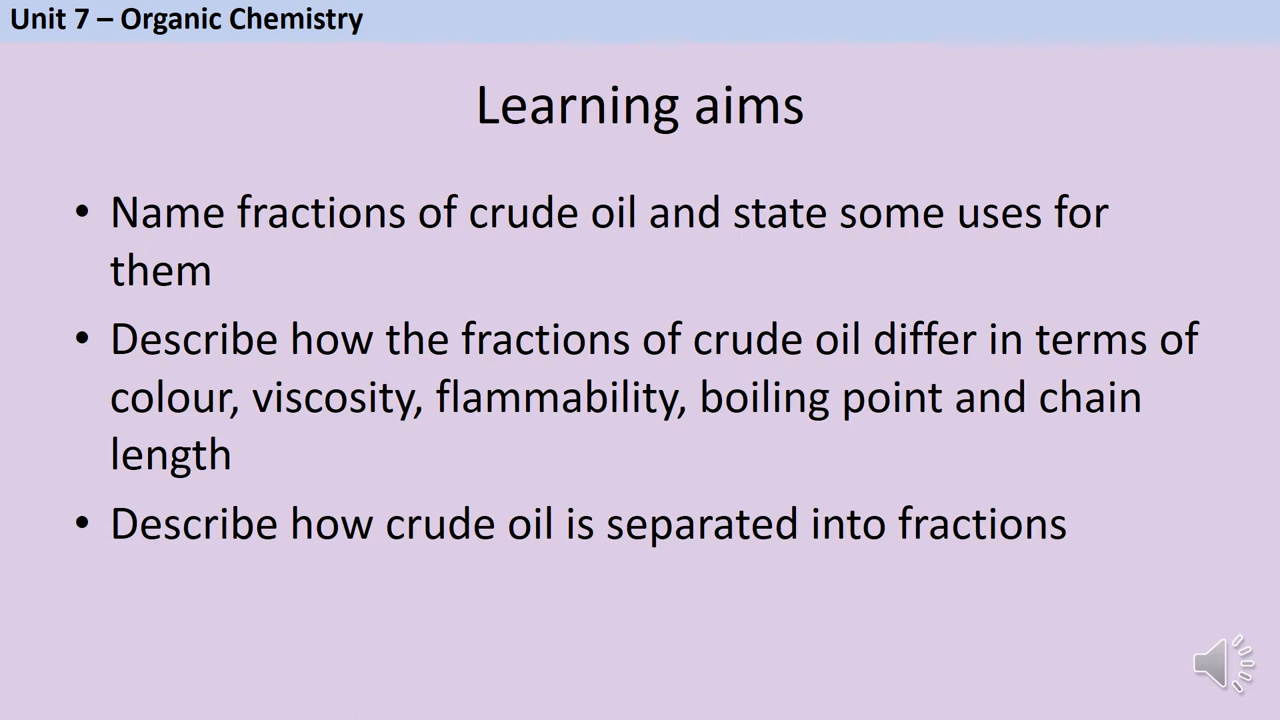 Unit 7 – Organic Chemistry
Learning aims
• Name fractions of crude oil and state some uses for
them
• Describe how the fractions of crude oil differ in terms of
colour, viscosity, flammability, boiling point and chain
length
• Describe how crude oil is separated into fractions